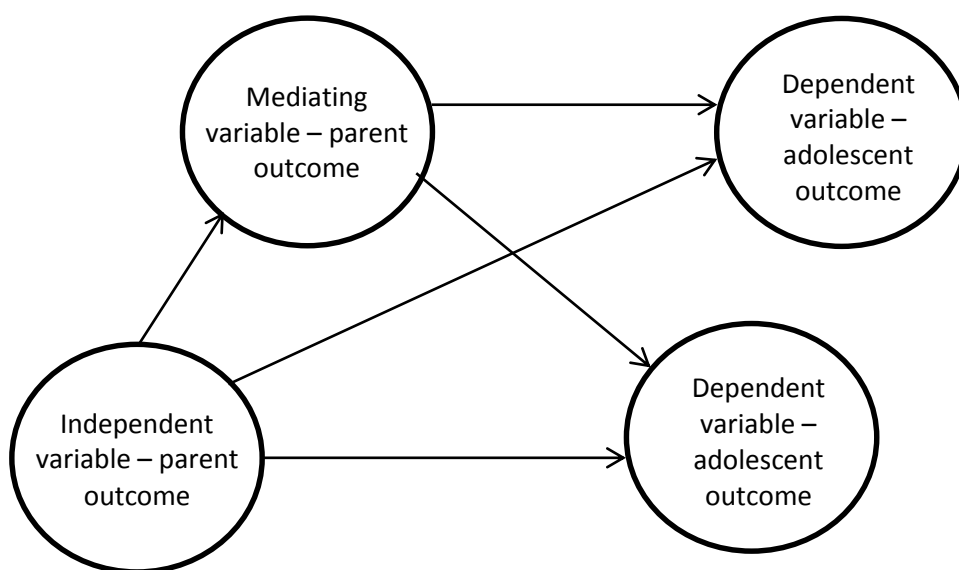 Mediating
variable – parent
outcome
Dependent
variable –
adolescent
outcome
Independent
variable – parent
outcome
Dependent
variable –
adolescent
outcome